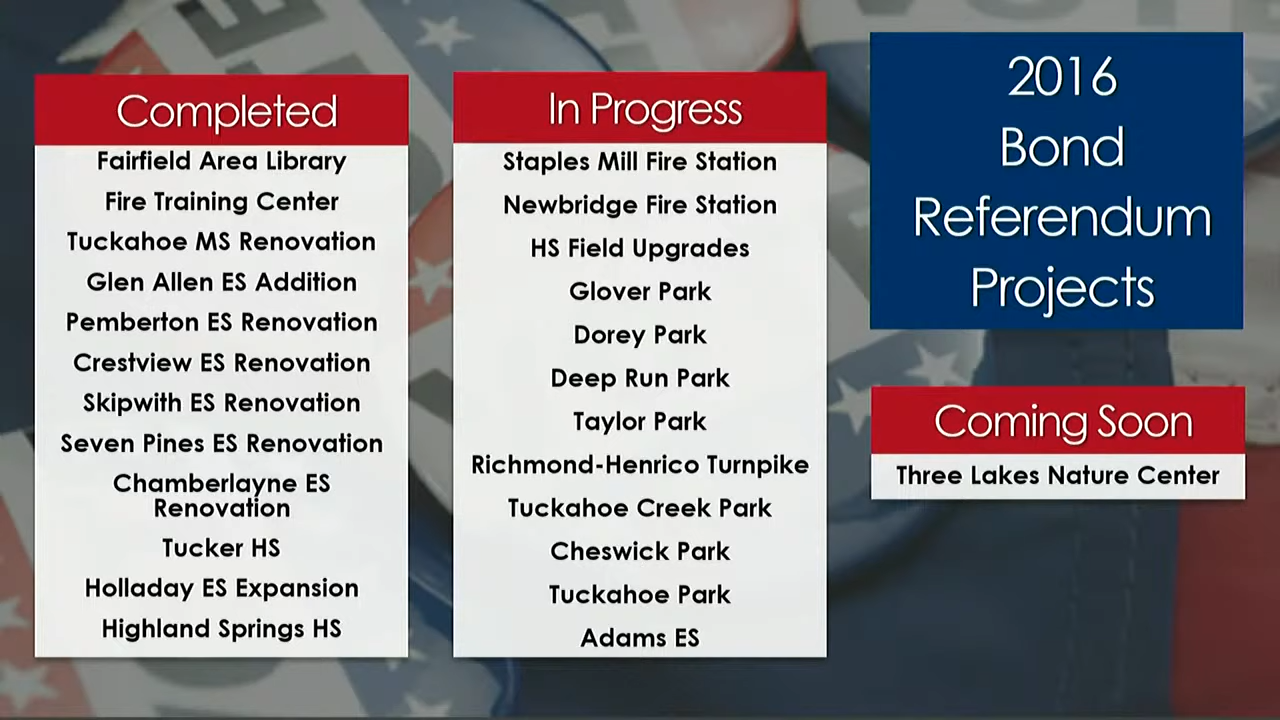 Completed
Fairfield Area Library
Fire Training Center
Tuckahoe MS Renovation
Glen Allen ES Addition
Pemberton ES Renovation
Crestview ES Renovation
Skipwith ES Renovation
Seven Pines ES Renovation
Chamberlayne ES
Renovation
Tucker HS
Holladay ES Expansion
Highland Springs HS
In Progress
Staples Mill Fire Station
Newbridge Fire Station
HS Field Upgrades
Glover Park
Dorey Park
Deep Run Park
Taylor Park
Richmond-Henrico Turnpike
Tuckahoe Creek Park
Cheswick Park
Tuckahoe Park
Adams ES
2016
Bond
Referendum
Projects
Coming Soon
Three Lakes Nature Center